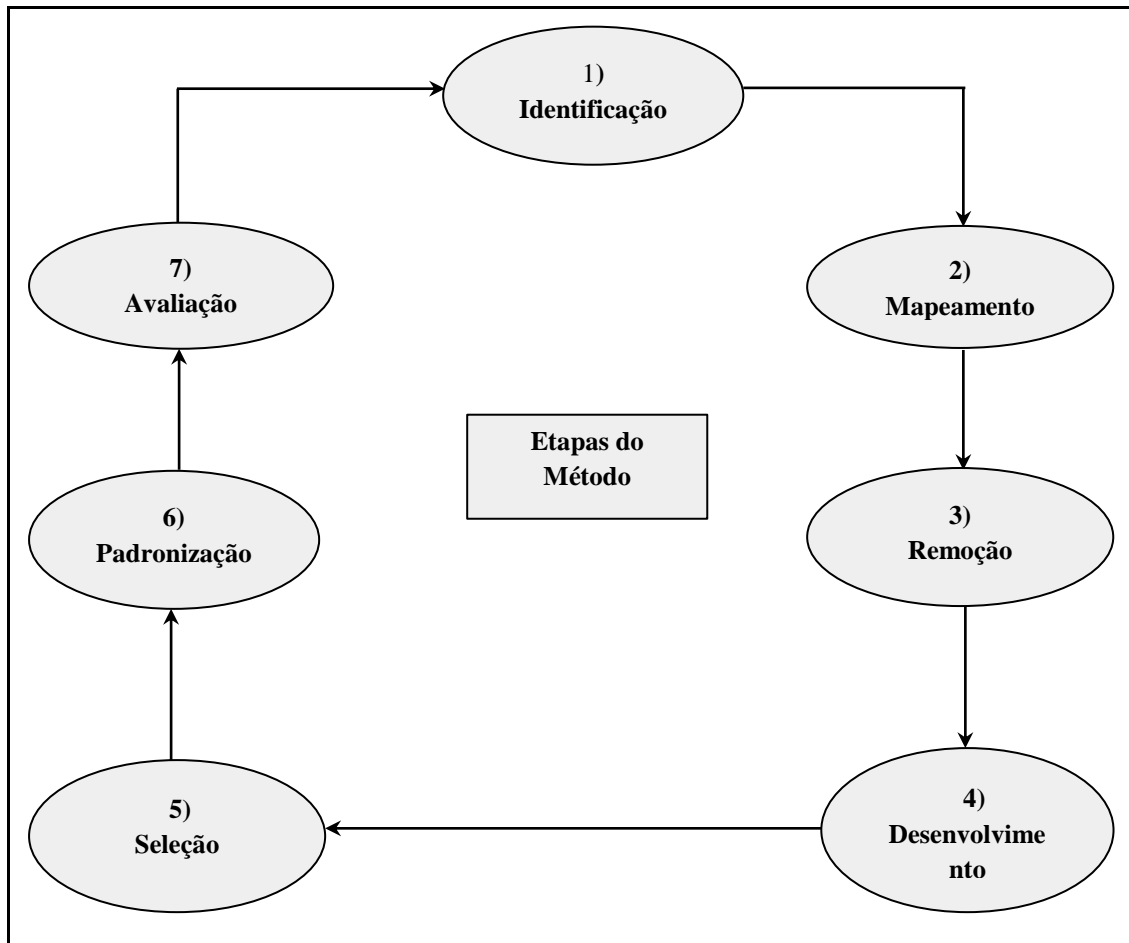 1)
Identificação
2)
Mapeamento
3)
Remoção
4)
Desenvolvime
nto
5)
Seleção
6)
Padronização
7)
Avaliação
Etapas do
Método